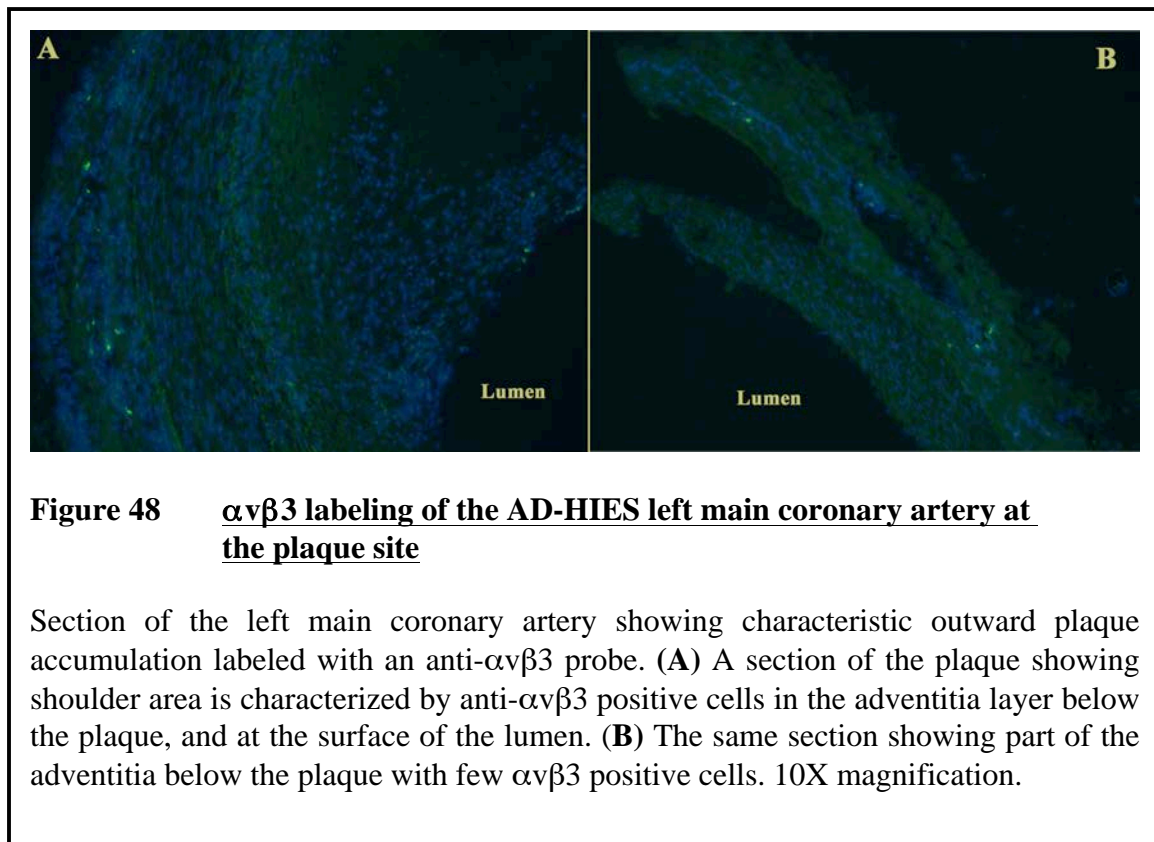 A
B
Lumen
Lumen
Figure 48 αvβ3 labeling of the AD-HIES left main coronary artery at
the plaque site
Section of the left main coronary artery showing characteristic outward plaque
accumulation labeled with an anti-αvβ3 probe. (A) A section of the plaque showing
shoulder area is characterized by anti-αvβ3 positive cells in the adventitia layer below
the plaque, and at the surface of the lumen. (B) The same section showing part of the
adventitia below the plaque with few αvβ3 positive cells. 10X magnification.